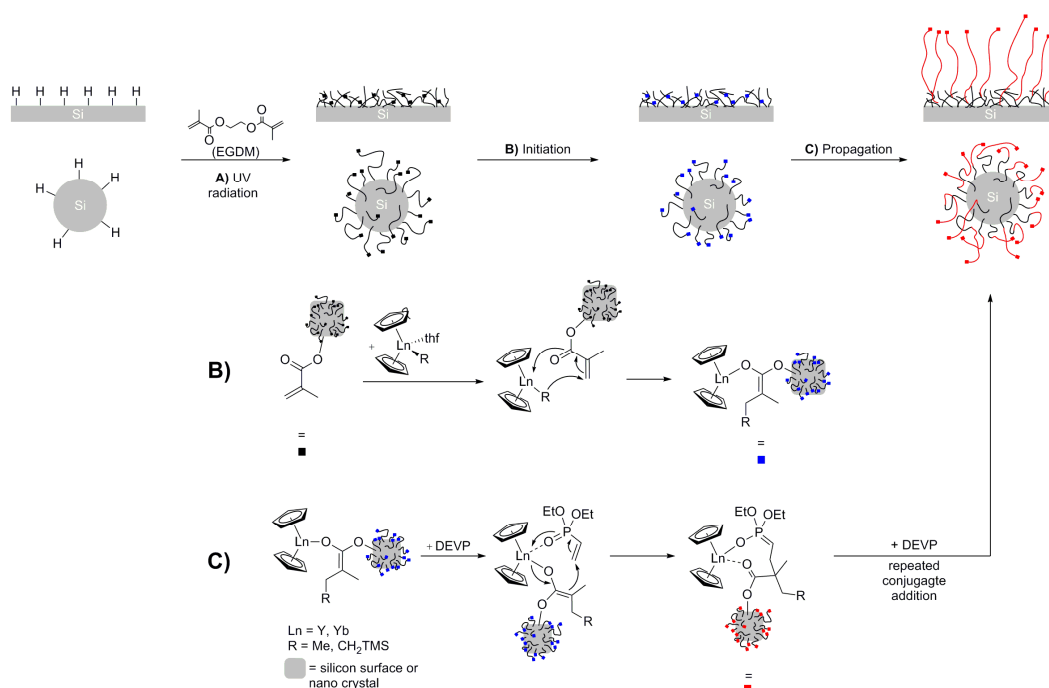 H H H H H H
Si
(EGDM)
A) UV
radiation
O
O
O
O
Si
B) Initiation
Si
C) Propagation
Si
H
H
H
H
H
Si
Si
Si
Si
B)
O
O
+
Ln
thf
R
O
O
Ln
R
Ln
O
O
R
=
=
C)
Ln
O
O
R
+ DEVP
EtO
OEt
P
O
Ln
O
O
R
EtO
OEt
P
O
Ln
O
O
R
+ DEVP
repeated
conjugagte
addition
Ln = Y, Yb
R = Me, CH2TMS
= silicon surface or
nano crystal
=